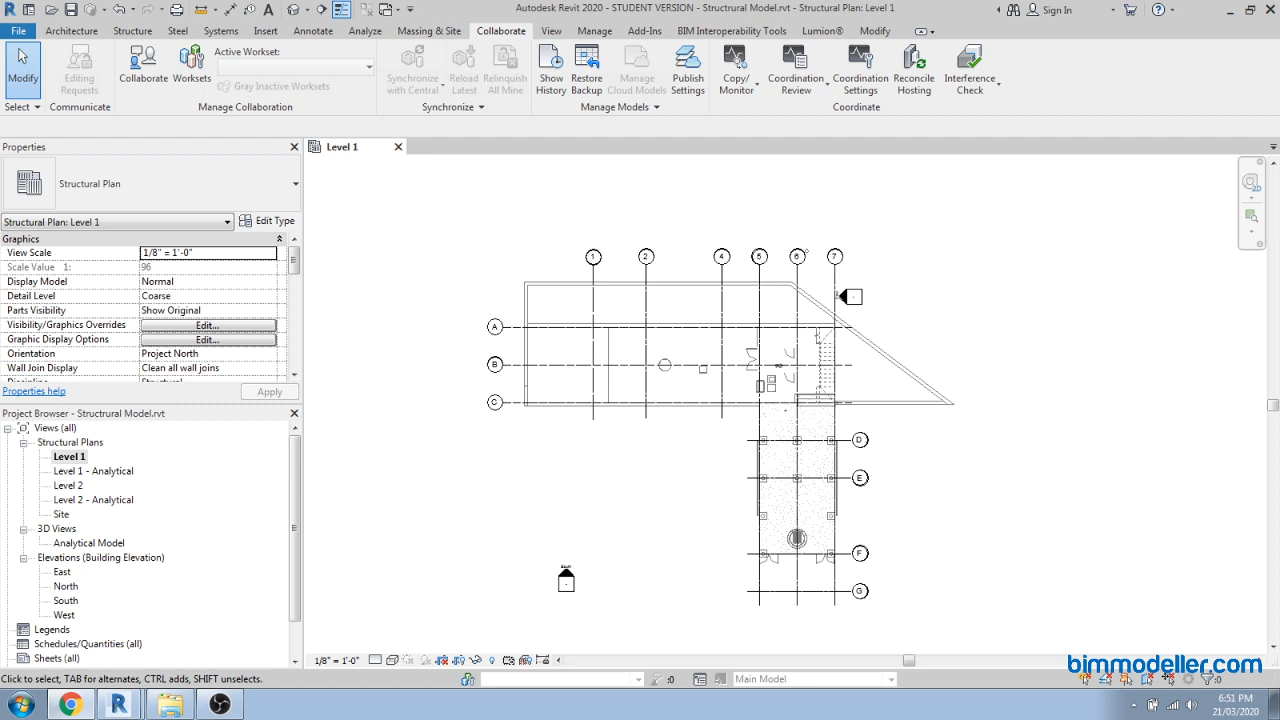 Autodesk Revit 2020 - STUDENT VERSION - Structrural Model.rvt - Structural Plan: Level 1
Sign In
File Architecture Structure Steel Systems Insert Annotate Analyze Massing & Site Collaborate View Manage Add-Ins BIM Interoperability Tools Lumion® Modify
Modify
Select
Editing
Requests
Communicate
Collaborate
Worksets
Active Workset:
Gray Inactive Worksets
Manage Collaboration
Synchronize
with Central
Reload
Latest
Relinquish
All Mine
Synchronize
Show
History
Restore
Backup
Manage
Cloud Models
Publish
Settings
Manage Models
Copy/
Monitor
Coordination
Review
Coordination
Settings
Reconcile
Hosting
Interference
Check
Coordinate
Properties
Structural Plan
Structural Plan: Level 1
Edit Type
Graphics
View Scale 1/8" = 1'-0"
Scale Value 1: 96
Display Model Normal
Detail Level Coarse
Parts Visibility Show Original
Visibility/Graphics Overrides Edit...
Graphic Display Options Edit...
Orientation Project North
Wall Join Display Clean all wall joins
Discipline Structural
Properties help
Apply
Project Browser - Structrural Model.rvt
Views (all)
Structural Plans
Level 1
Level 1 - Analytical
Level 2
Level 2 - Analytical
Site
3D Views
Analytical Model
Elevations (Building Elevation)
East
North
South
West
Legends
Schedules/Quantities (all)
Sheets (all)
Level 1
2D
1 2 4 5 6 7
A
B
C
D
E
F
G
1/8" = 1'-0"
bimmodeller.com
Click to select, TAB for alternates, CTRL adds, SHIFT unselects.
:0
Main Model
:0
6:51 PM
21/03/2020